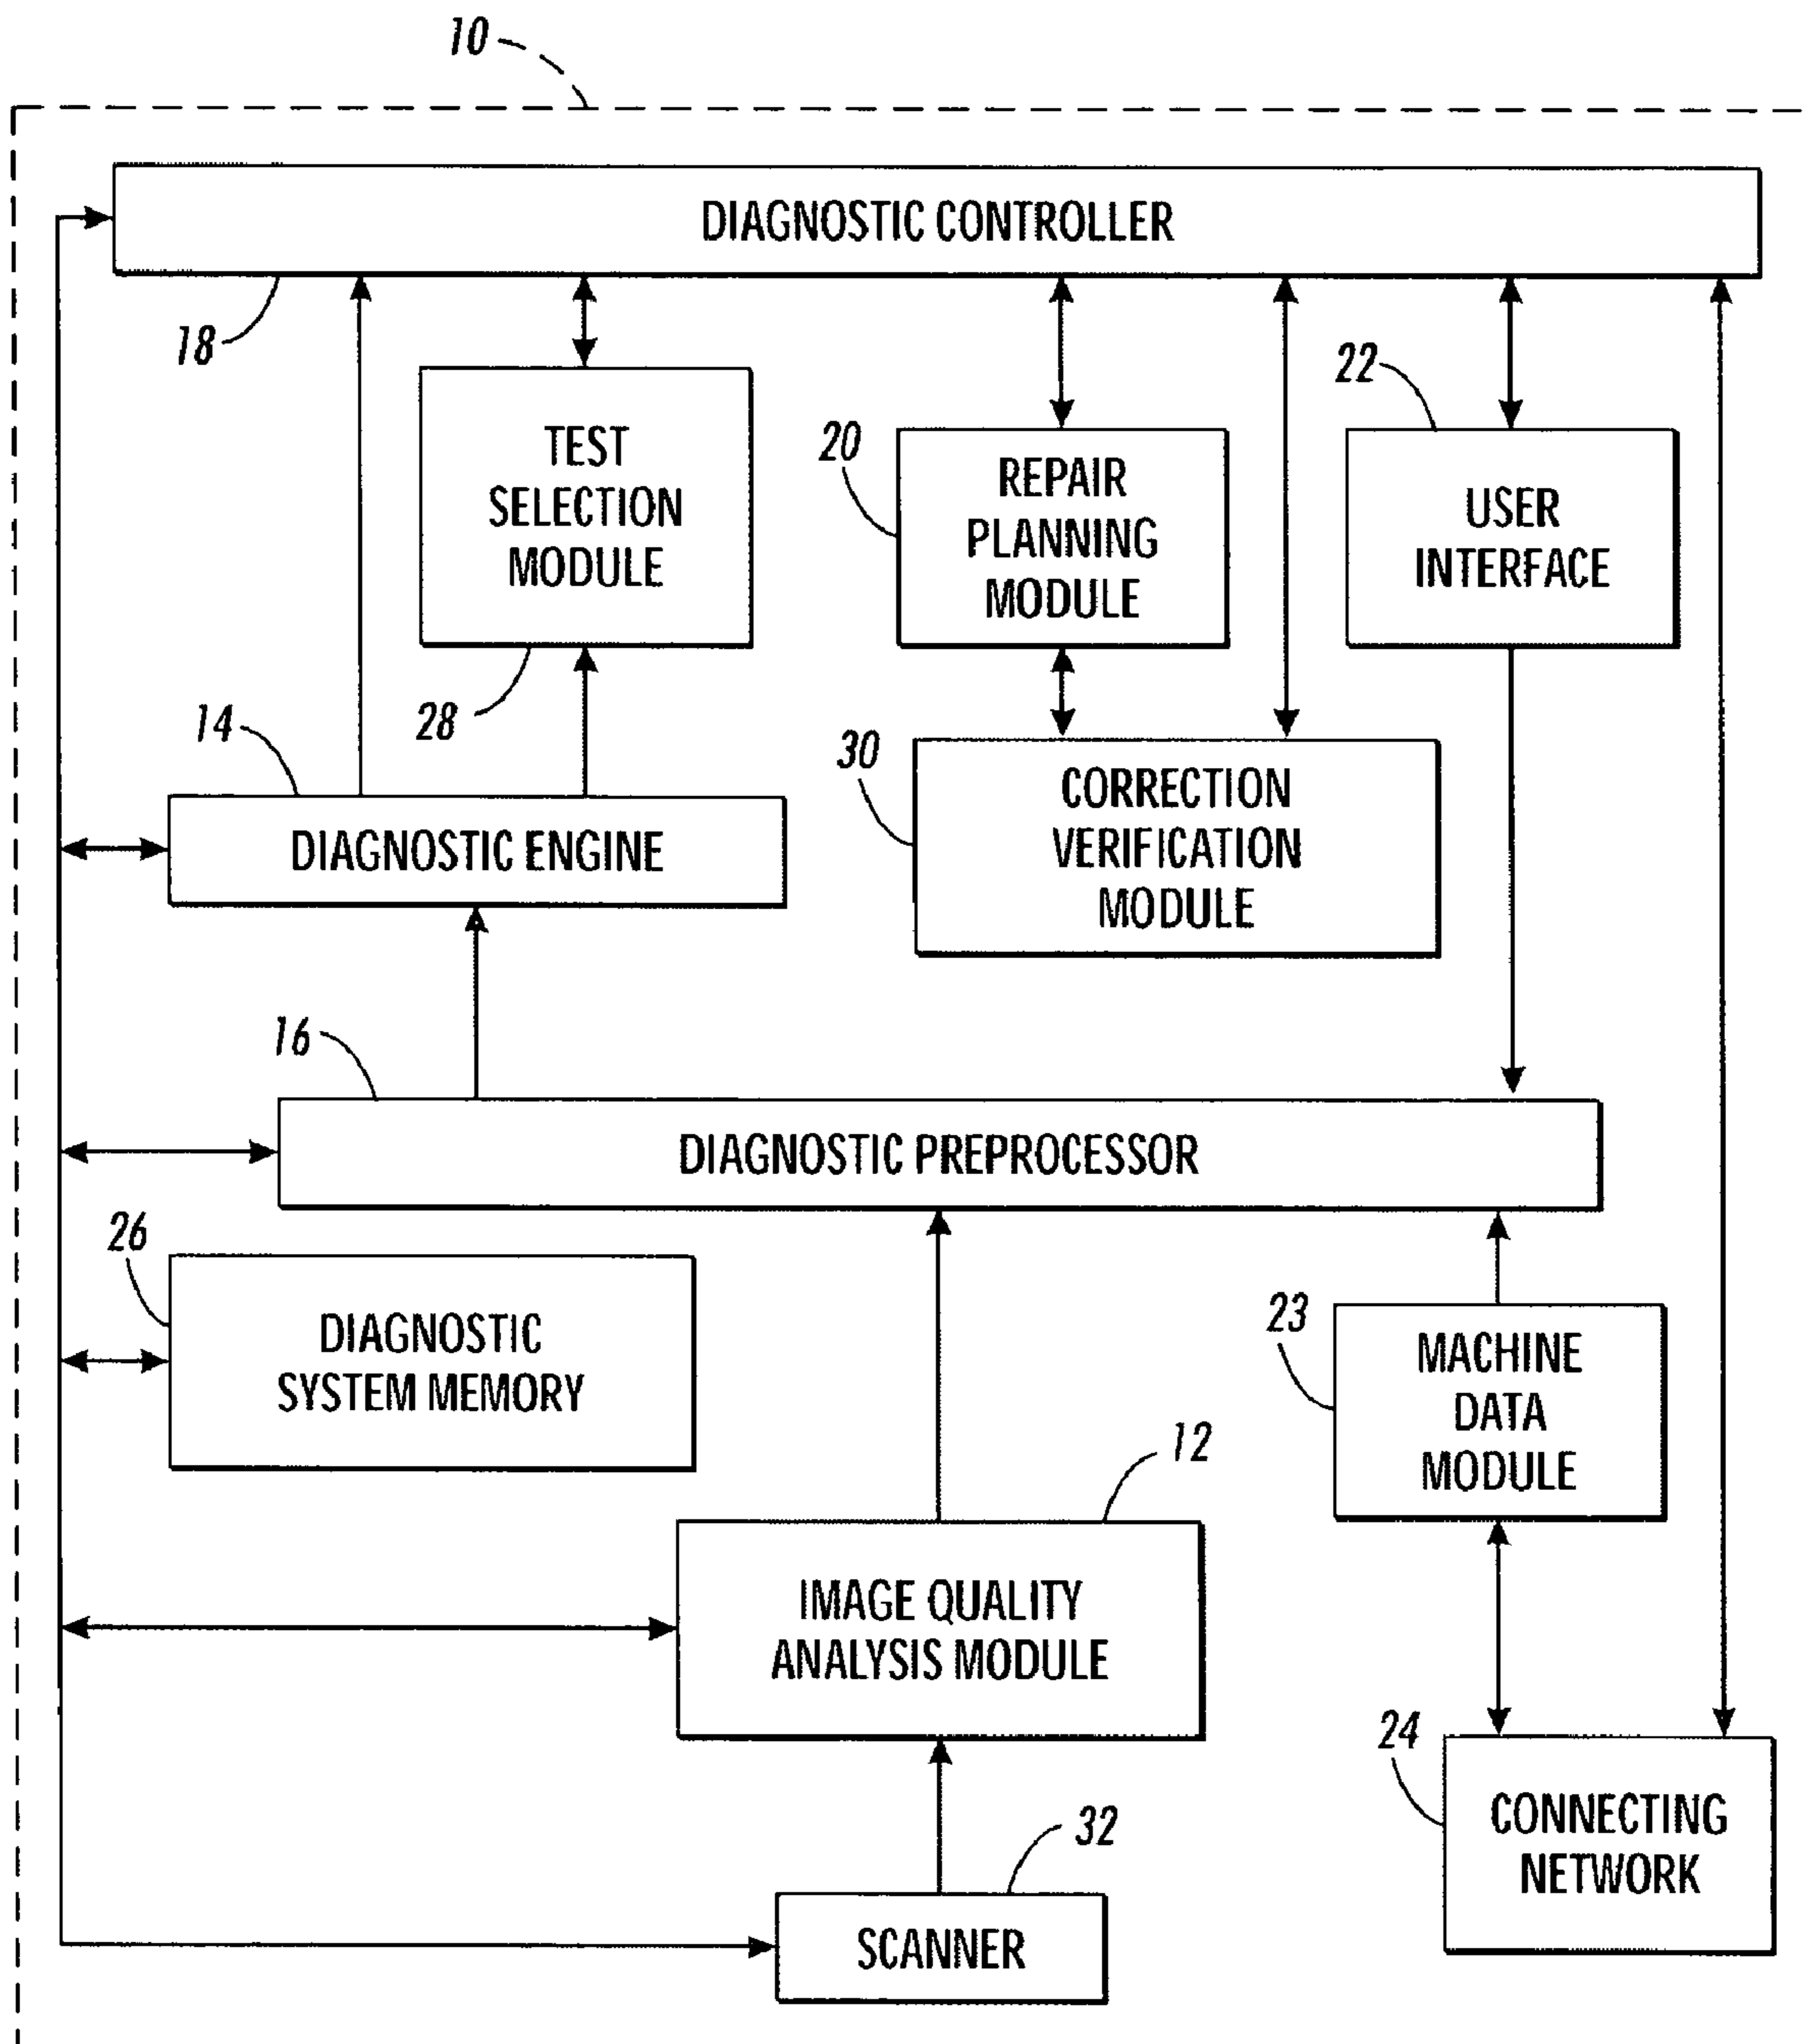 10
DIAGNOSTIC CONTROLLER
18
TEST
SELECTION
MODULE
28
20
REPAIR
PLANNING
MODULE
22
USER
INTERFACE
14
DIAGNOSTIC ENGINE
30
CORRECTION
VERIFICATION
MODULE
16
DIAGNOSTIC PREPROCESSOR
26
DIAGNOSTIC
SYSTEM MEMORY
23
MACHINE
DATA
MODULE
12
IMAGE QUALITY
ANALYSIS MODULE
24
CONNECTING
NETWORK
32
SCANNER